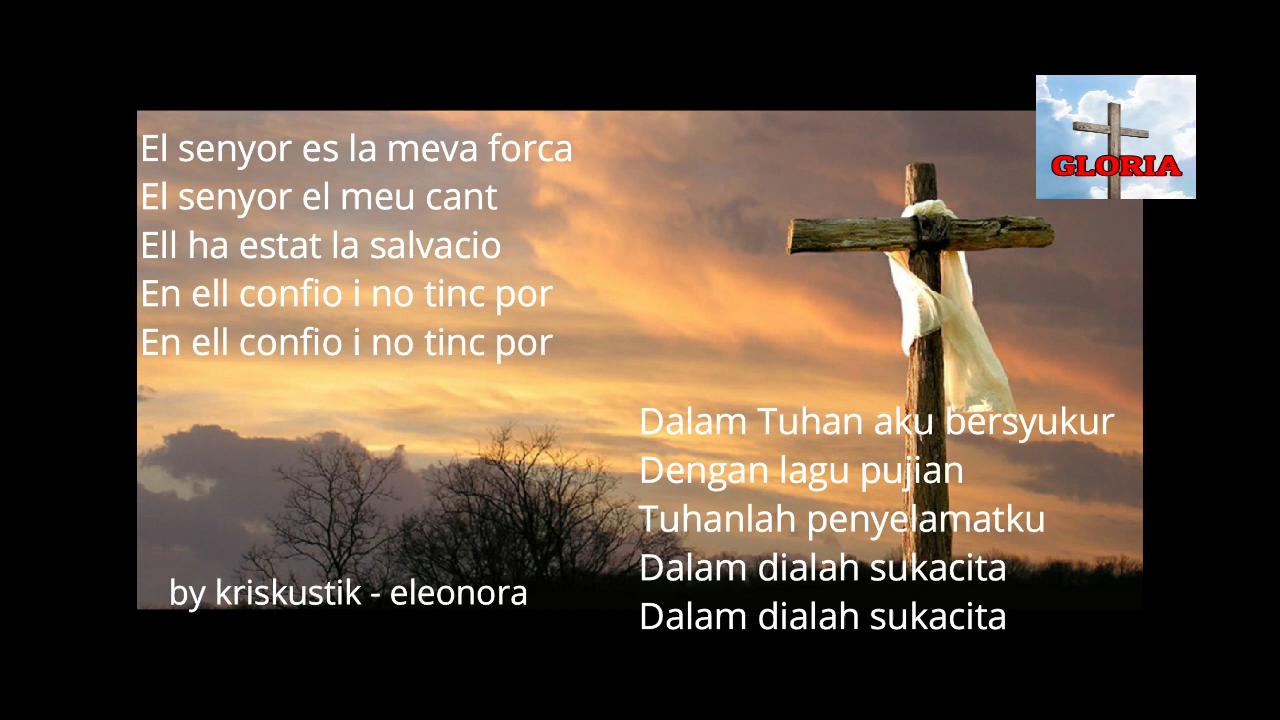 GLORIA
El senyor es la meva forca
El senyor el meu cant
Ell ha estat la salvacio
En ell confio i no tinc por
En ell confio i no tinc por
Dalam Tuhan aku bersyukur
Dengan lagu pujian
Tuhanlah penyelamatku
Dalam dialah sukacita
Dalam dialah sukacita
by kriskustik - eleonora